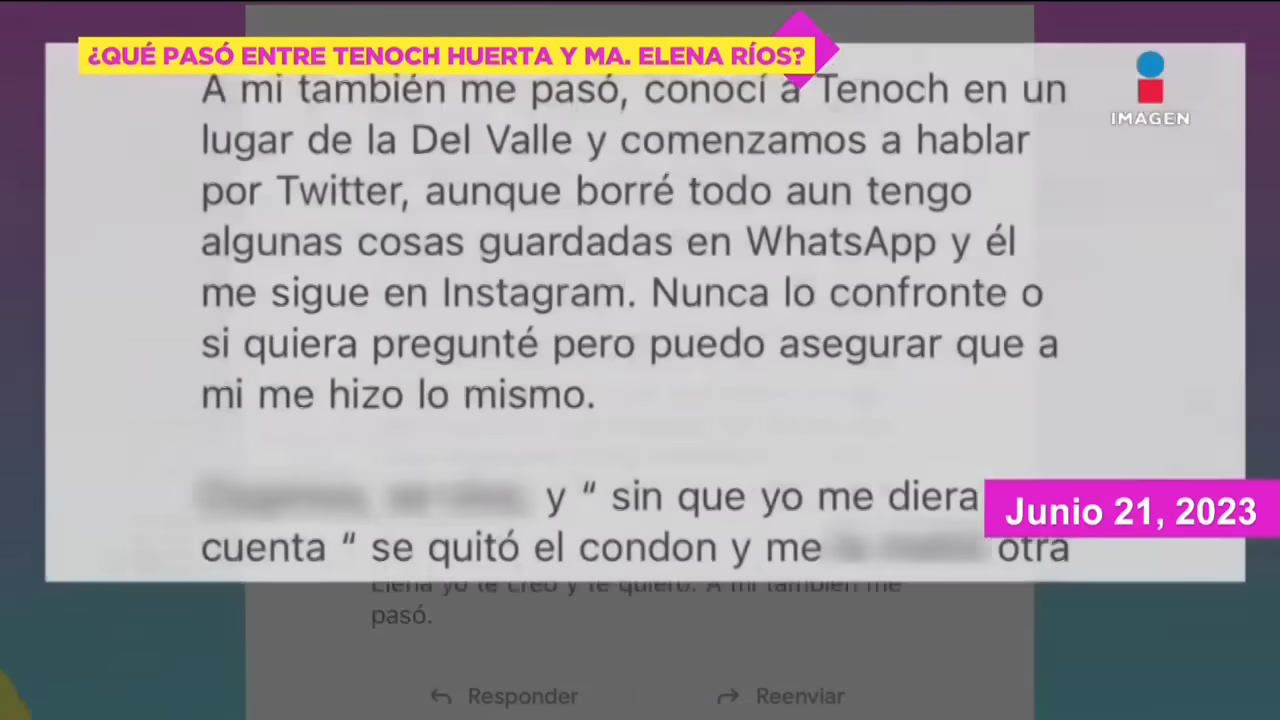 ¿QUÉ PASÓ ENTRE TENOCH HUERTA Y MA. ELENA RÍOS?
IMAGEN
A mi también me pasó, conocí a Tenoch en un
lugar de la Del Valle y comenzamos a hablar
por Twitter, aunque borré todo aun tengo
algunas cosas guardadas en WhatsApp y él
me sigue en Instagram. Nunca lo confronte o
si quiera pregunté pero puedo asegurar que a
mi me hizo lo mismo.
y “ sin que yo me diera
cuenta “ se quitó el condon y me otra
Junio 21, 2023
Elena yo te creo y te quiero. A mi también me
pasó.
Responder
Reenviar